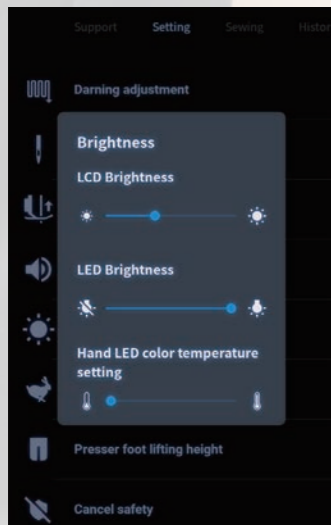 Support Setting Sewing Histor
Darning adjustment
Brightness
LCD Brightness
LED Brightness
Hand LED color temperature
setting
Presser foot lifting height
Cancel safety